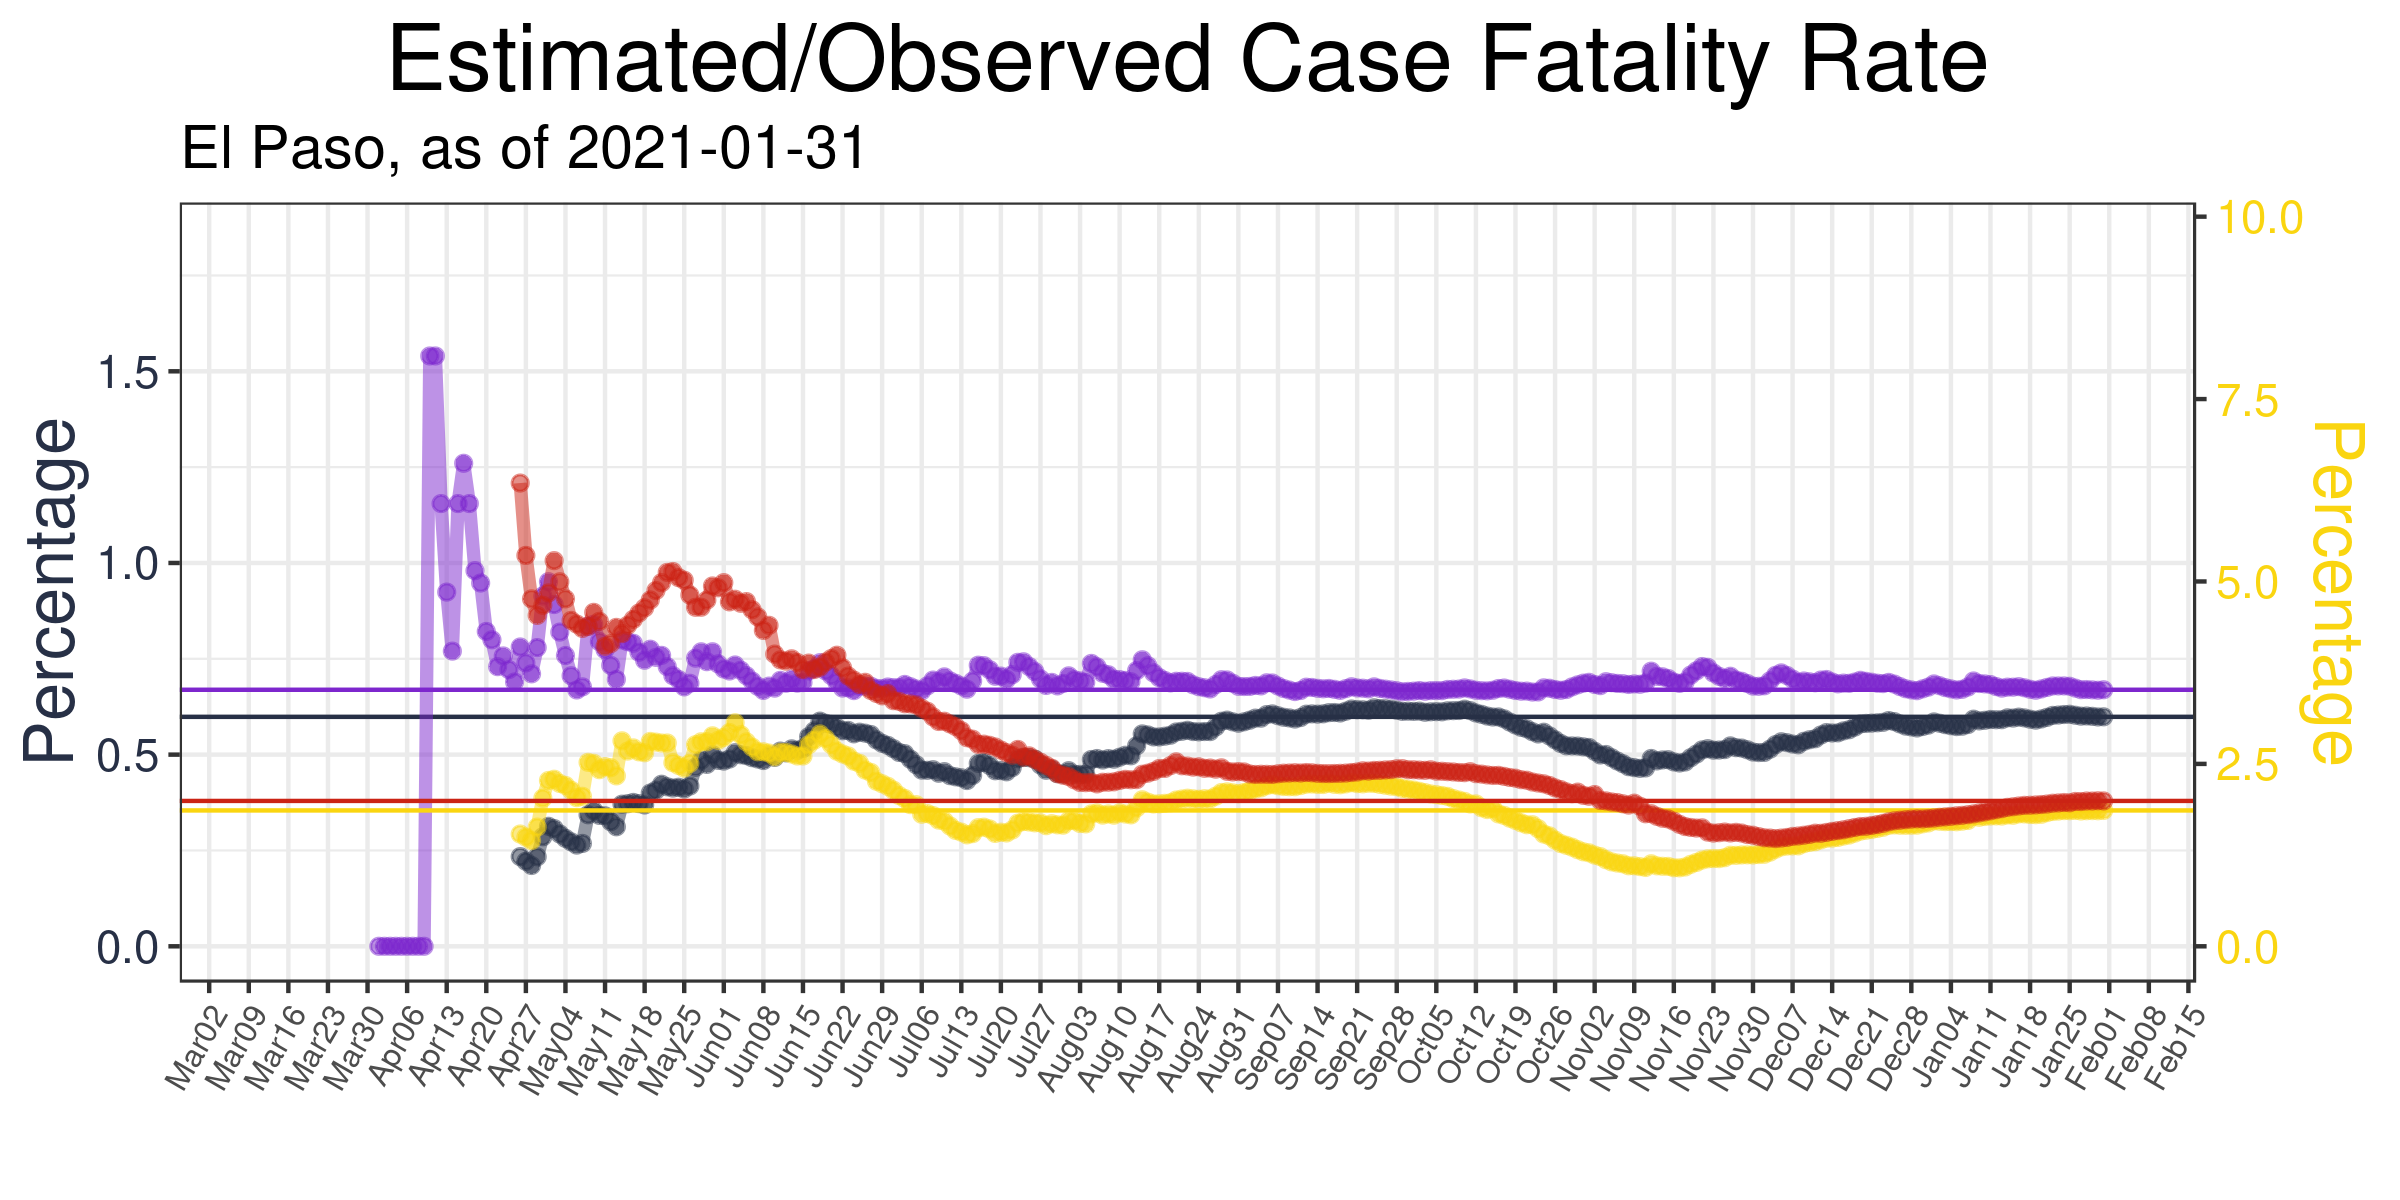 Estimated/Observed Case Fatality Rate
El Paso, as of 2021-01-31
Percentage
1.5
1.0
0.5
0.0
10.0
7.5
5.0
2.5
0.0
Percentage
Mar02
Mar09
Mar16
Mar23
Mar30
Apr06
Apr13
Apr20
Apr27
May04
May11
May18
May25
Jun01
Jun08
Jun15
Jun22
Jun29
Jul06
Jul13
Jul20
Jul27
Aug03
Aug10
Aug17
Aug24
Aug31
Sep07
Sep14
Sep21
Sep28
Oct05
Oct12
Oct19
Oct26
Nov02
Nov09
Nov16
Nov23
Nov30
Dec07
Dec14
Dec21
Dec28
Jan04
Jan11
Jan18
Jan25
Feb01
Feb08
Feb15